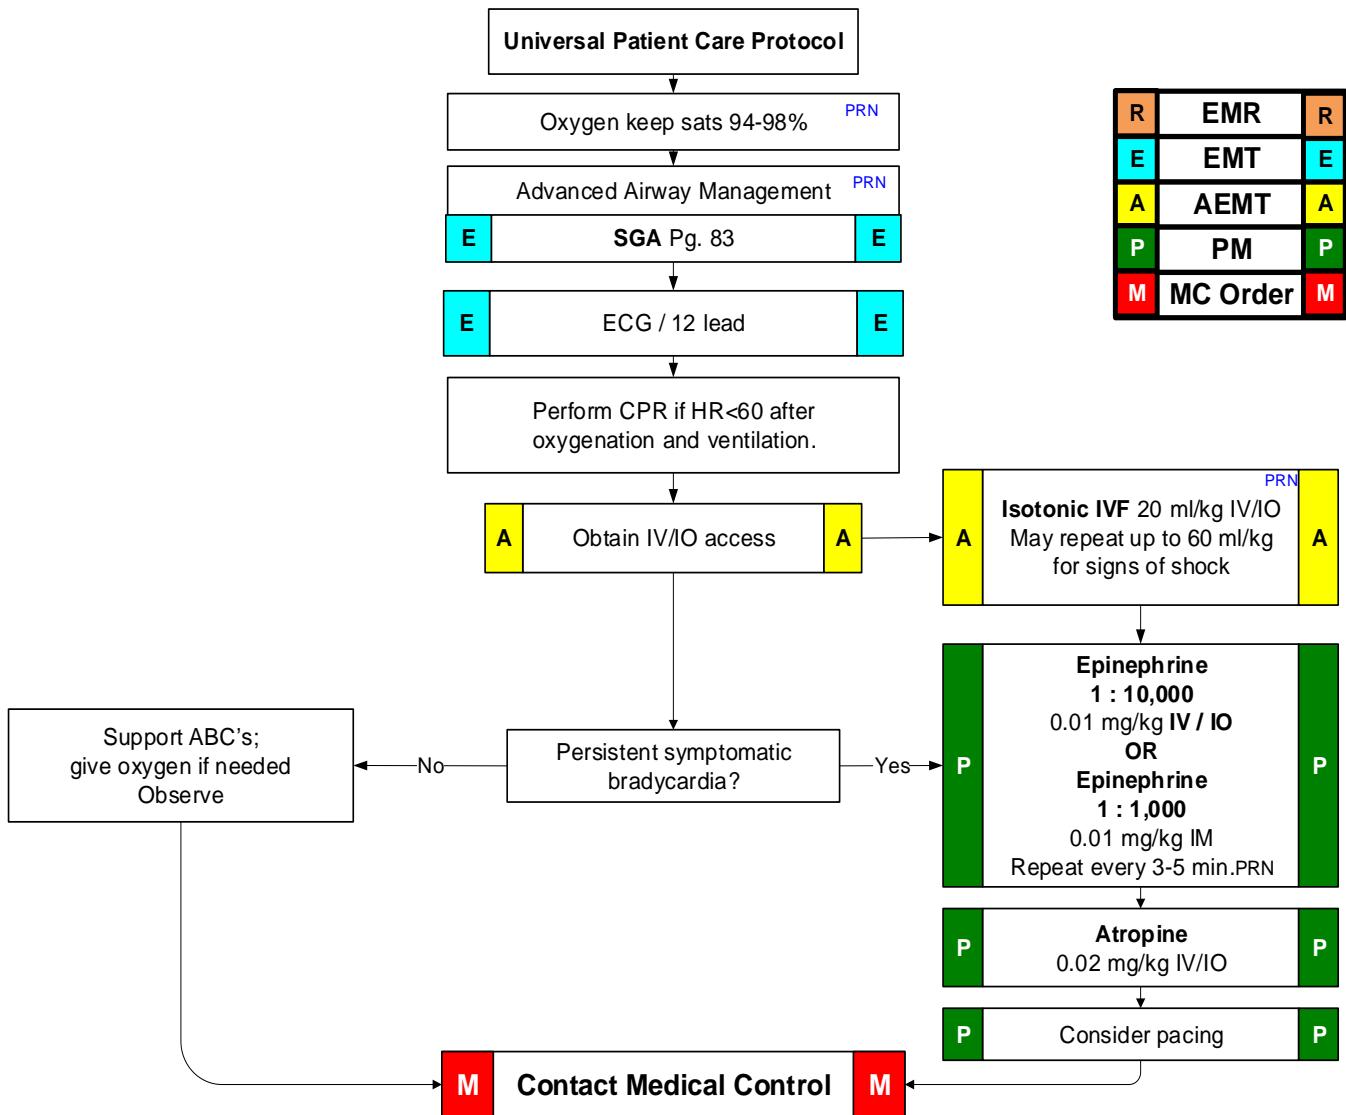 Universal Patient Care Protocol
Oxygen keep sats 94-98% PRN
Advanced Airway Management PRN
E SGA Pg. 83 E
E ECG / 12 lead E
Perform CPR if HR<60 after
oxygenation and ventilation.
A Obtain IV/IO access A
R EMR R
E EMT E
A AEMT A
P PM P
M MC Order M
PRN
A Isotonic IVF 20 ml/kg IV/IO A
May repeat up to 60 ml/kg
for signs of shock
Persistent symptomatic
bradycardia?
No
Yes
Support ABC's;
give oxygen if needed
Observe
Epinephrine
1 : 10,000
0.01 mg/kg IV / IO
OR
P Epinephrine P
1 : 1,000
0.01 mg/kg IM
Repeat every 3-5 min.PRN
P Atropine P
0.02 mg/kg IV/IO
P Consider pacing P
M Contact Medical Control M